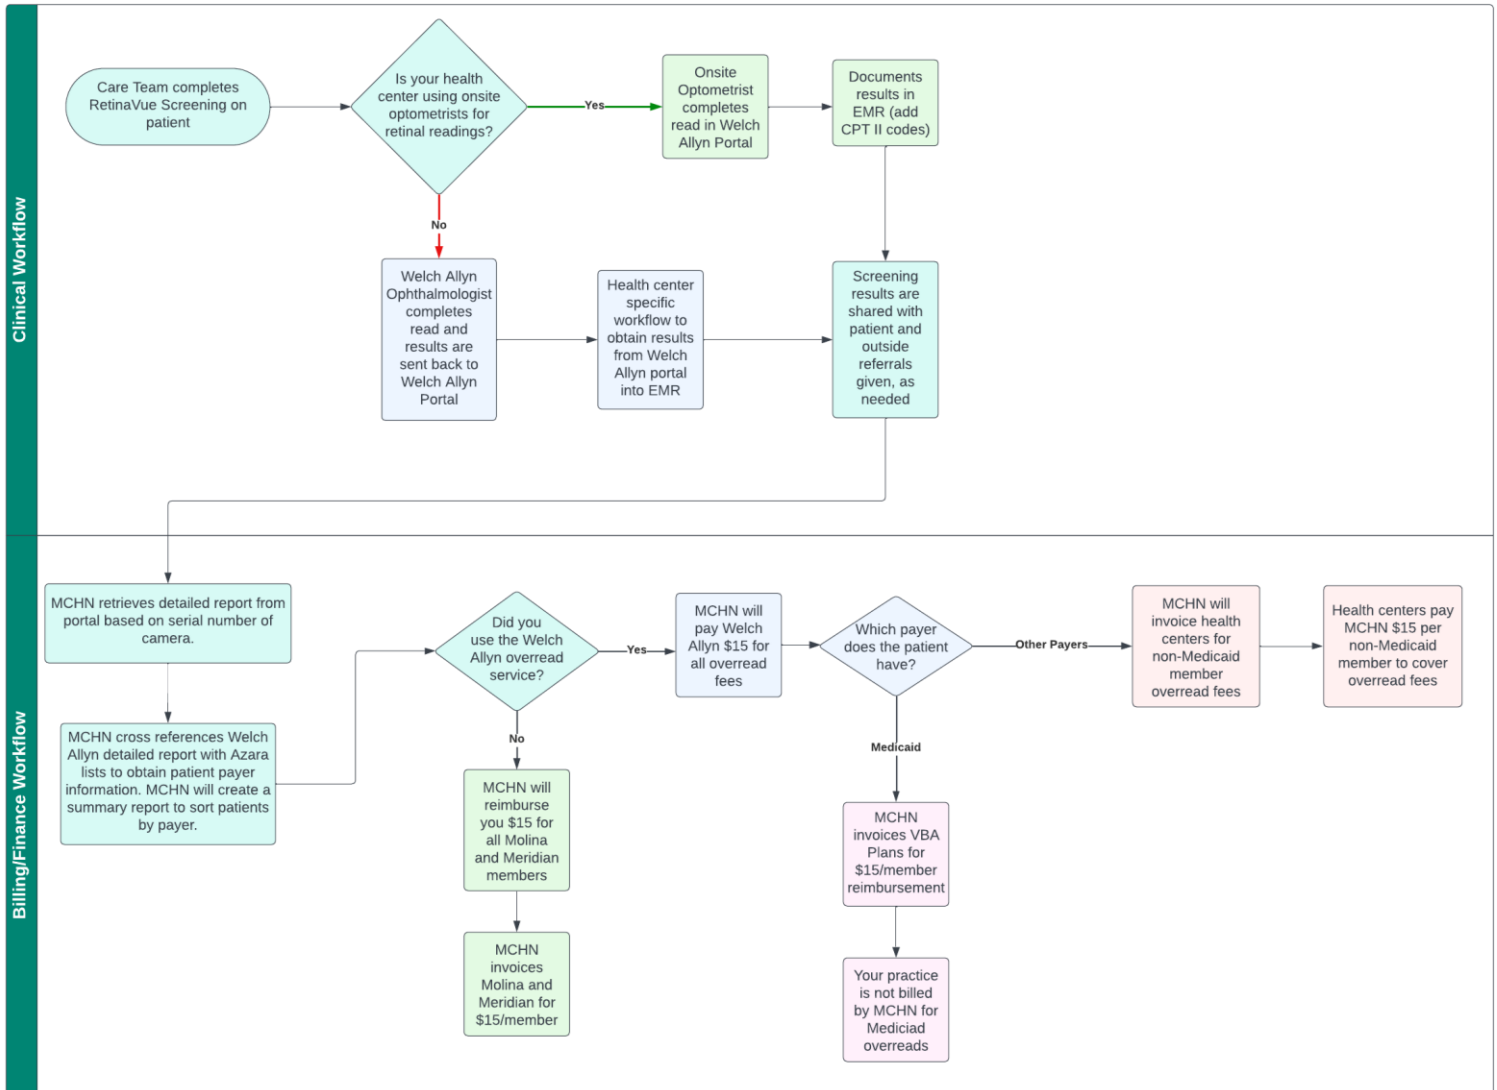 Clinical Workflow
Care Team completes
RetinaVue Screening on
patient
Is your health
center using onsite
optometrists for
retinal readings?
Yes
Onsite
Optometrist
completes
read in Welch
Allyn Portal
Documents
results in
EMR (add
CPT II codes)
No
Welch Allyn
Ophthalmologist
completes
read and
results are
sent back to
Welch Allyn
Portal
Health center
specific
workflow to
obtain results
from Welch
Allyn portal
into EMR
Screening
results are
shared with
patient and
outside
referrals
given, as
needed
Billing/Finance Workflow
MCHN retrieves detailed report from
portal based on serial number of
camera.
MCHN cross references Welch
Allyn detailed report with Azara
lists to obtain patient payer
information. MCHN will create a
summary report to sort patients
by payer.
Did you
use the Welch
Allyn overread
service?
Yes
MCHN will
pay Welch
Allyn $15 for
all overread
fees
Which payer
does the patient
have?
Other Payers
MCHN will
invoice health
centers for
non-Medicaid
member
overread fees
Health centers pay
MCHN $15 per
non-Medicaid
member to cover
overread fees
No
MCHN will
reimburse
you $15 for
all Molina
and Meridian
members
MCHN
invoices
Molina and
Meridian for
$15/member
Medicaid
MCHN
invoices VBA
Plans for
$15/member
reimbursement
Your practice
is not billed
by MCHN for
Mediciad
overreads